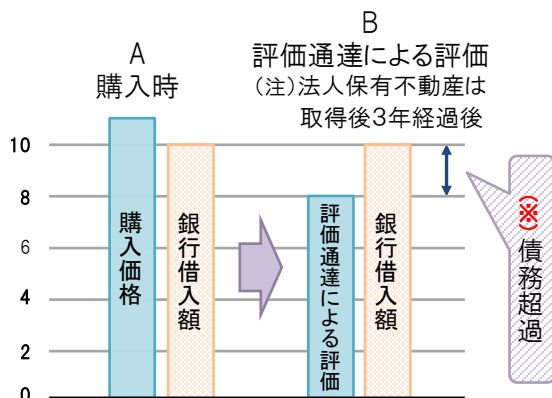 A
購入時
B
評価通達による評価
（注）法人保有不動産は
取得後3年経過後
10
8
6
4
2
0
購入価格
銀行借入額
評価通達による評価
銀行借入額
（※）債務超過